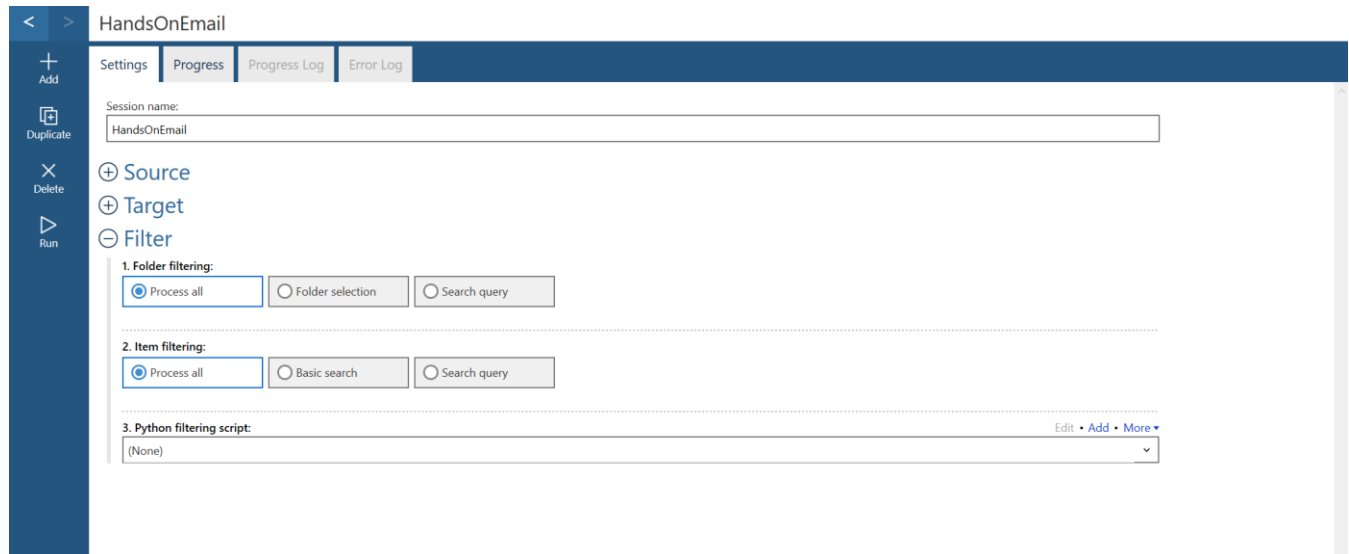 HandsOnEmail
Add
Duplicate
Delete
Run
Settings Progress Progress Log Error Log
Session name:
HandsOnEmail
Source
Target
Filter
1. Folder filtering:
Process all Folder selection Search query
2. Item filtering:
Process all Basic search Search query
3. Python filtering script: Edit • Add • More
(None)